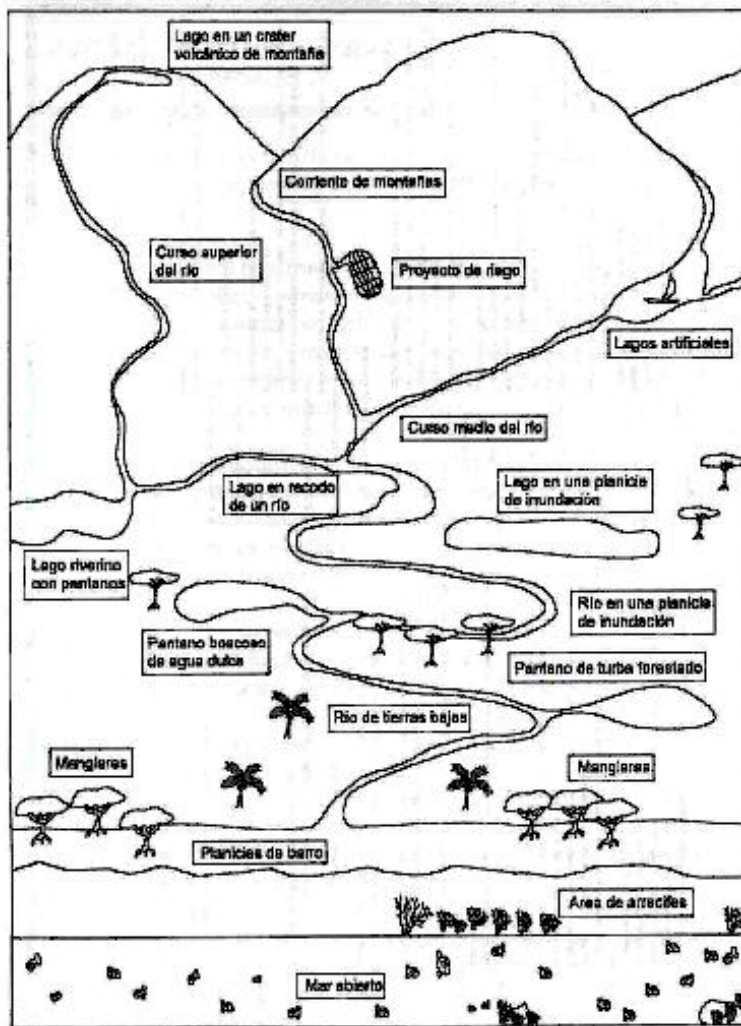 Lago en un crater
volcánico de montaña
Corriente de montañas
Curso superior
del río
Proyecto de riego
Lagos artificiales
Curso medio del río
Lago en recodo
de un río
Lago en una planicie
de inundación
Lago riverino
con pantanos
Río en una planicie
de inundación
Pantano boscoso
de agua dulce
Pantano de turba forestado
Río de tierras bajas
Manglares
Manglares
Planicies de barro
Area de arrecifes
Mar abierto